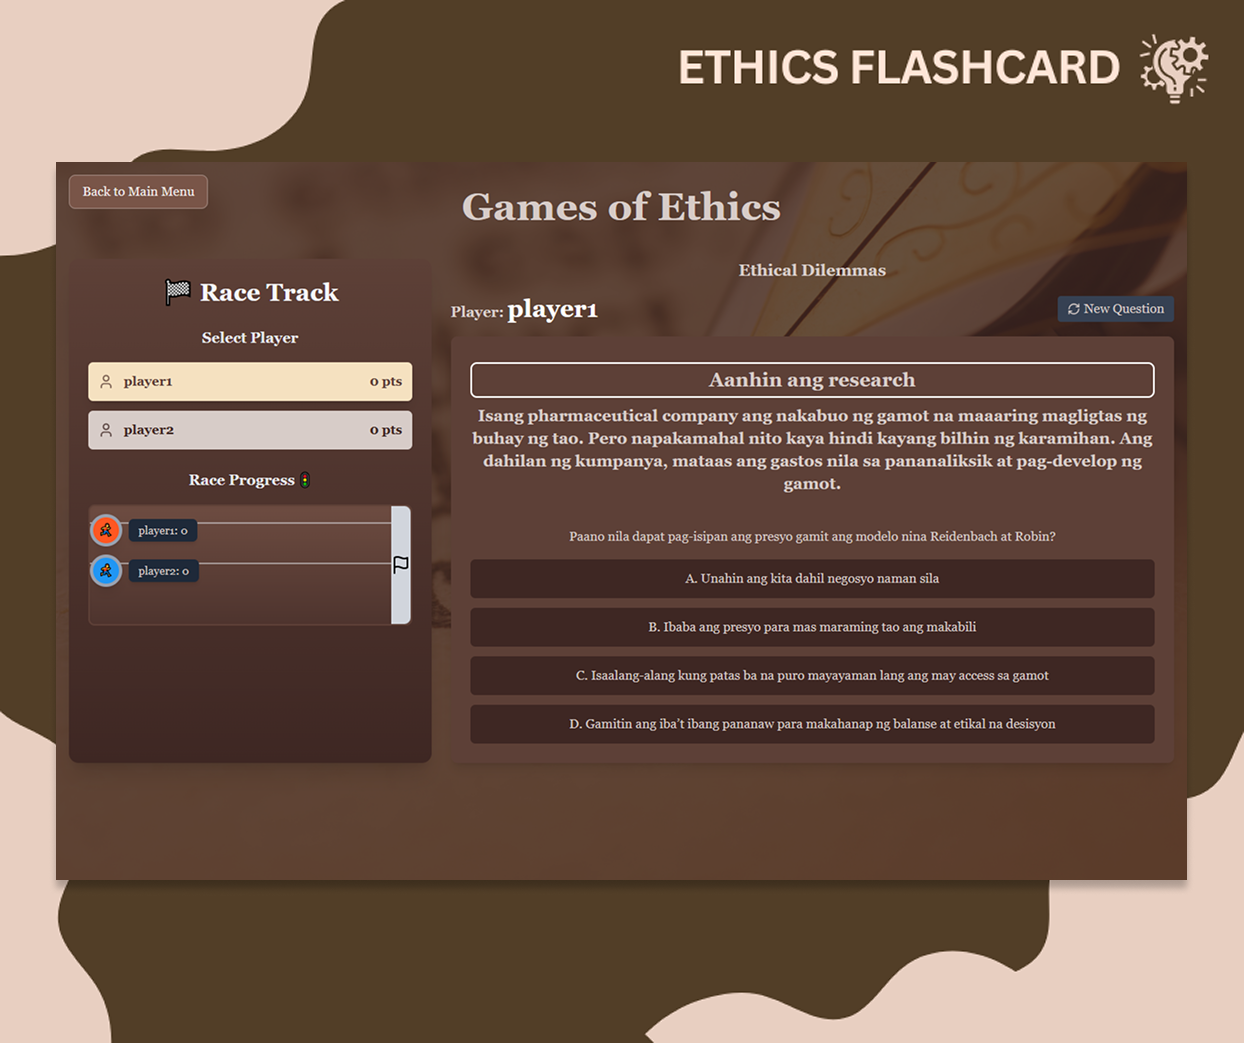 ETHICS FLASHCARD
Back to Main Menu
Games of Ethics
Race Track
Select Player
player1 0 pts
player2 0 pts
Race Progress
player1: 0
player2: 0
Ethical Dilemmas
Player: player1
New Question
Aanhin ang research
Isang pharmaceutical company ang nakabuo ng gamot na maaaring magligtas ng
buhay ng tao. Pero napakamahal nito kaya hindi kayang bilhin ng karamihan. Ang
dahilan ng kumpanya, mataas ang gastos nila sa pananaliksik at pag-develop ng
gamot.
Paano nila dapat pag-isipan ang presyo gamit ang modelo nina Reidenbach at Robin?
A. Unahin ang kita dahil negosyo naman sila
B. Ibaba ang presyo para mas maraming tao ang makabili
C. Isaalang-alang kung patas ba na puro mayayaman lang ang may access sa gamot
D. Gamitin ang iba’t ibang pananaw para makahanap ng balanse at etikal na desisyon